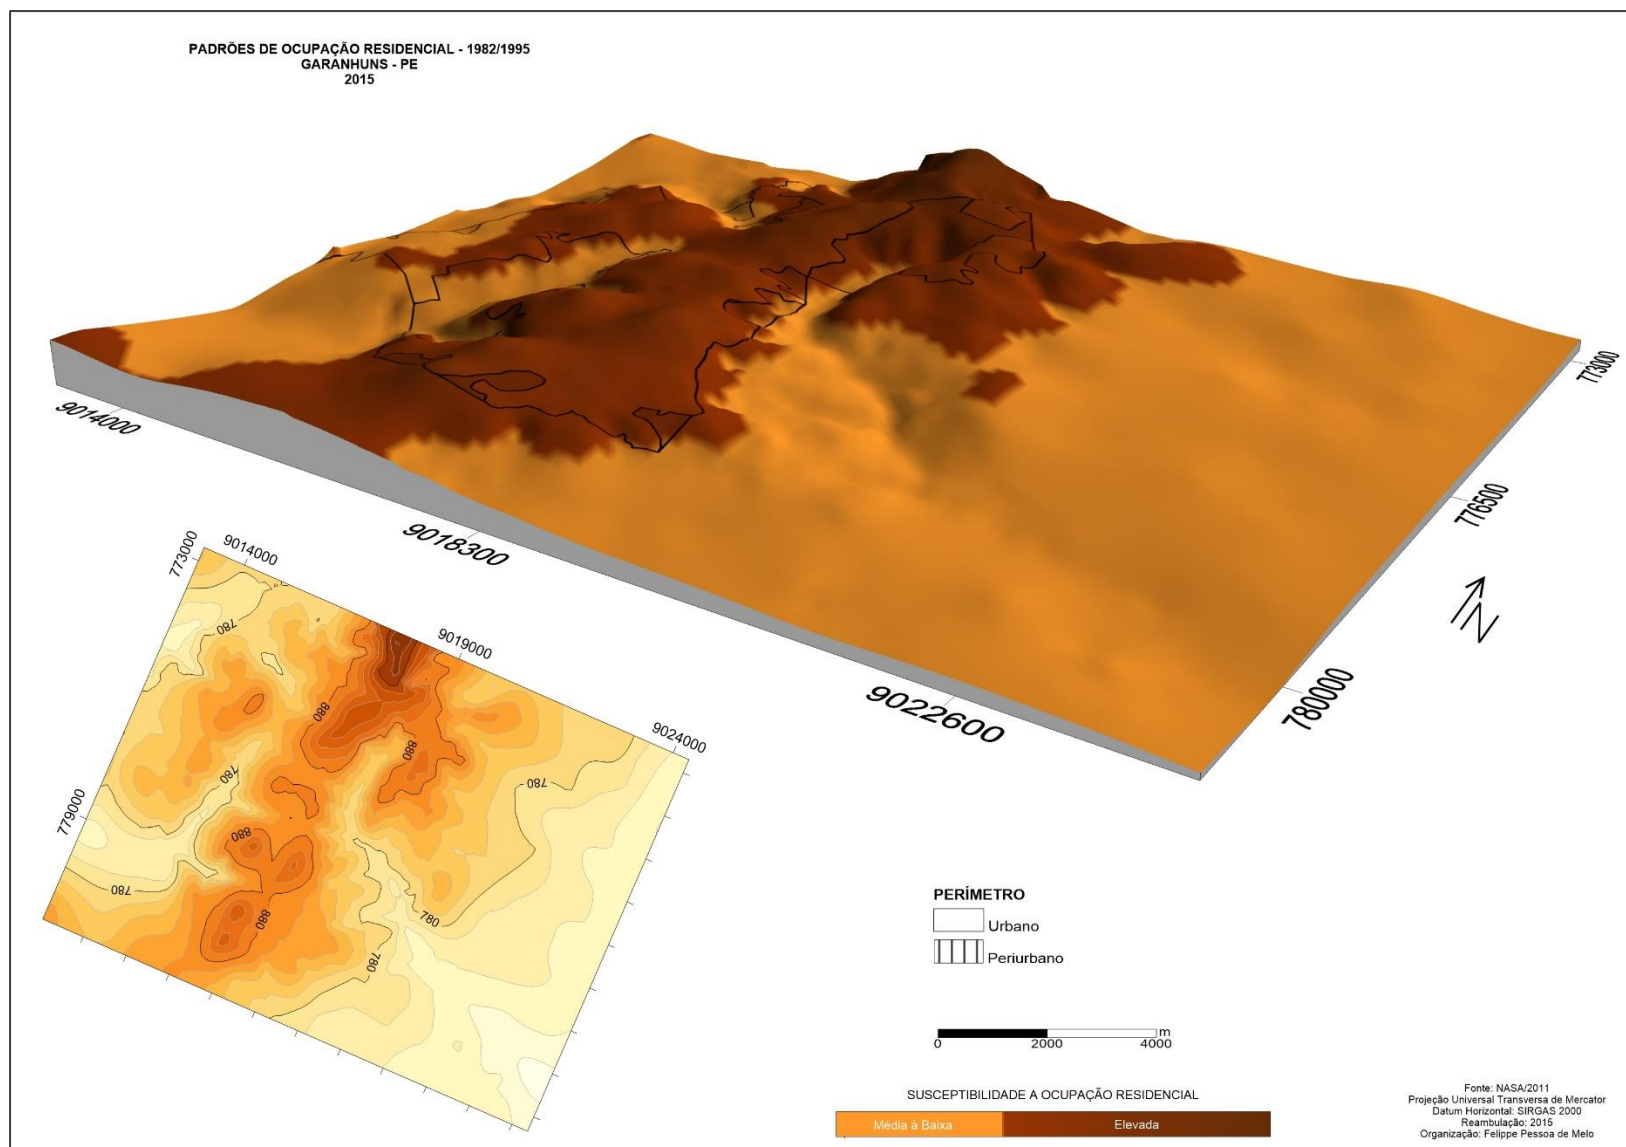 PADRÕES DE OCUPAÇÃO RESIDENCIAL - 1982/1995
GARANHUNS - PE
2015
9014000
9018300
9022600
780000
776500
773000
N
773000
9014000
9019000
9024000
779000
780
880
880
780
780
880
880
780
780
780
PERÍMETRO
Urbano
Periurbano
m
0 2000 4000
SUSCEPTIBILIDADE A OCUPAÇÃO RESIDENCIAL
Média à Baixa Elevada
Fonte: NASA/2011
Projeção Universal Transversa de Mercator
Datum Horizontal: SIRGAS 2000
Reambulação: 2015
Organização: Felippe Pessoa de Melo